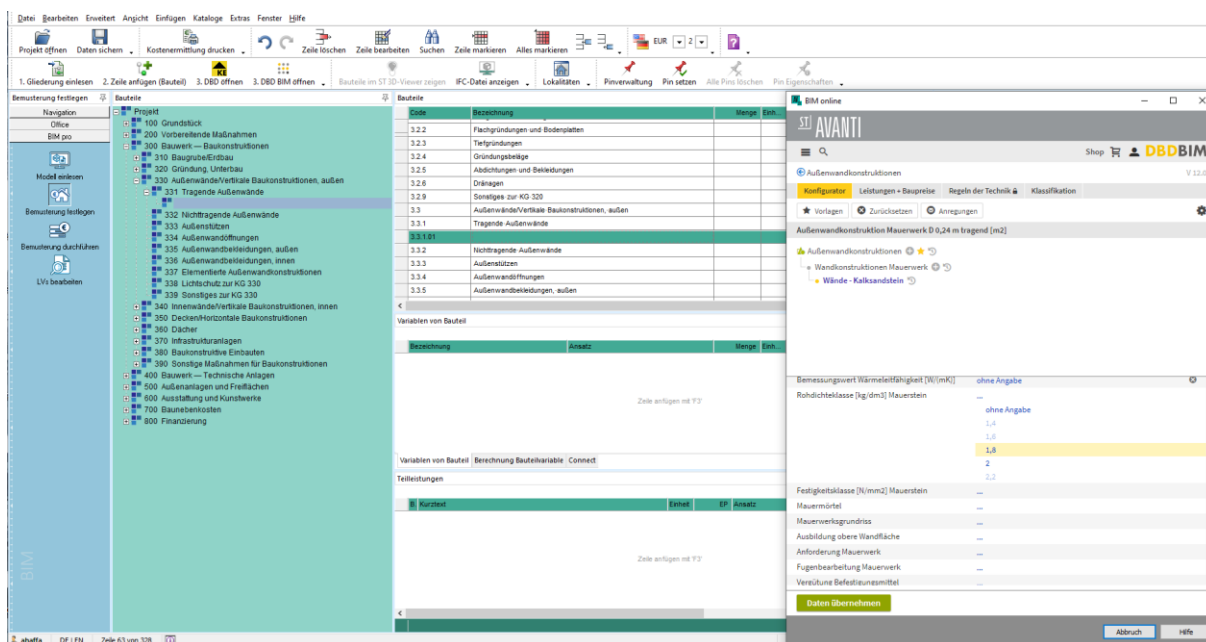 Datei Bearbeiten Erweitert Ansicht Einfügen Kataloge Extras Fenster Hilfe
Projekt öffnen Daten sichern Kostenermittlung drucken Zeile löschen Zeile bearbeiten Suchen Zeile markieren Alles markieren EUR 2
1. Gliederung einlesen 2. Zeile anfügen (Bauteil) 3. DBD öffnen 3. DBD BIM öffnen Bauteile im ST 3D-Viewer zeigen IFC-Datei anzeigen Lokalitäten Pinverwaltung Pin setzen Alle Pins löschen Pin Eigenschaften
Bemusterung festlegen
Navigation
Office
BIM pro
Modell einlesen
Bemusterung festlegen
Bemusterung durchführen
LVs bearbeiten
BIM
Bauteile
Projekt
100 Grundstück
200 Vorbereitende Maßnahmen
300 Bauwerk — Baukonstruktionen
310 Baugrube/Erdbau
320 Gründung, Unterbau
330 Außenwände/Vertikale Baukonstruktionen, außen
331 Tragende Außenwände
332 Nichttragende Außenwände
333 Außenstützen
334 Außenwandöffnungen
335 Außenwandbekleidungen, außen
336 Außenwandbekleidungen, innen
337 Elementierte Außenwandkonstruktionen
338 Lichtschutz zur KG 330
339 Sonstiges zur KG 330
340 Innenwände/Vertikale Baukonstruktionen, innen
350 Decken/Horizontale Baukonstruktionen
360 Dächer
370 Infrastrukturanlagen
380 Baukonstruktive Einbauten
390 Sonstige Maßnahmen für Baukonstruktionen
400 Bauwerk — Technische Anlagen
500 Außenanlagen und Freiflächen
600 Ausstattung und Kunstwerke
700 Baunebenkosten
800 Finanzierung
Bauteile
Code Bezeichnung Menge Einh...
3.2.2 Flachgründungen und Bodenplatten
3.2.3 Tiefgründungen
3.2.4 Gründungsbeläge
3.2.5 Abdichtungen und Bekleidungen
3.2.6 Dränagen
3.2.9 Sonstiges zur KG 320
3.3 Außenwände/Vertikale Baukonstruktionen, außen
3.3.1 Tragende Außenwände
3.3.1.01
3.3.2 Nichttragende Außenwände
3.3.3 Außenstützen
3.3.4 Außenwandöffnungen
3.3.5 Außenwandbekleidungen, außen
Variablen von Bauteil
Bezeichnung Ansatz Menge Einh...
Zeile anfügen mit 'F3'
Variablen von Bauteil Berechnung Bauteilvariable Connect
Teilleistungen
B. Kurztext Einheit EP Ansatz
Zeile anfügen mit 'F3'
BIM online
ST AVANTI
Shop DBDBIM
Außenwandkonstruktionen
Konfigurator Leistungen + Baupreise Regeln der Technik Klassifikation
Vorlagen Zurücksetzen Anregungen
Außenwandkonstruktion Mauerwerk D 0,24 m tragend [m2]
Außenwandkonstruktionen
Wandkonstruktionen Mauerwerk
Wände - Kalksandstein
Bemessungswert Wärmeleitfähigkeit [W/(mK)] ohne Angabe
Rohdichteklasse [kg/dm3] Mauerstein ...
ohne Angabe
1,4
1,6
1,8
2
2,2
Festigkeitsklasse [N/mm2] Mauerstein ...
Mauermörtel ...
Mauerwerksgrundriss ...
Ausbildung obere Wandfläche ...
Anforderung Mauerwerk ...
Fugenbearbeitung Mauerwerk ...
Vergütung Befestigungsmittel ...
Daten übernehmen
Abbruch Hilfe
DE | EN Zeile 63 von 328